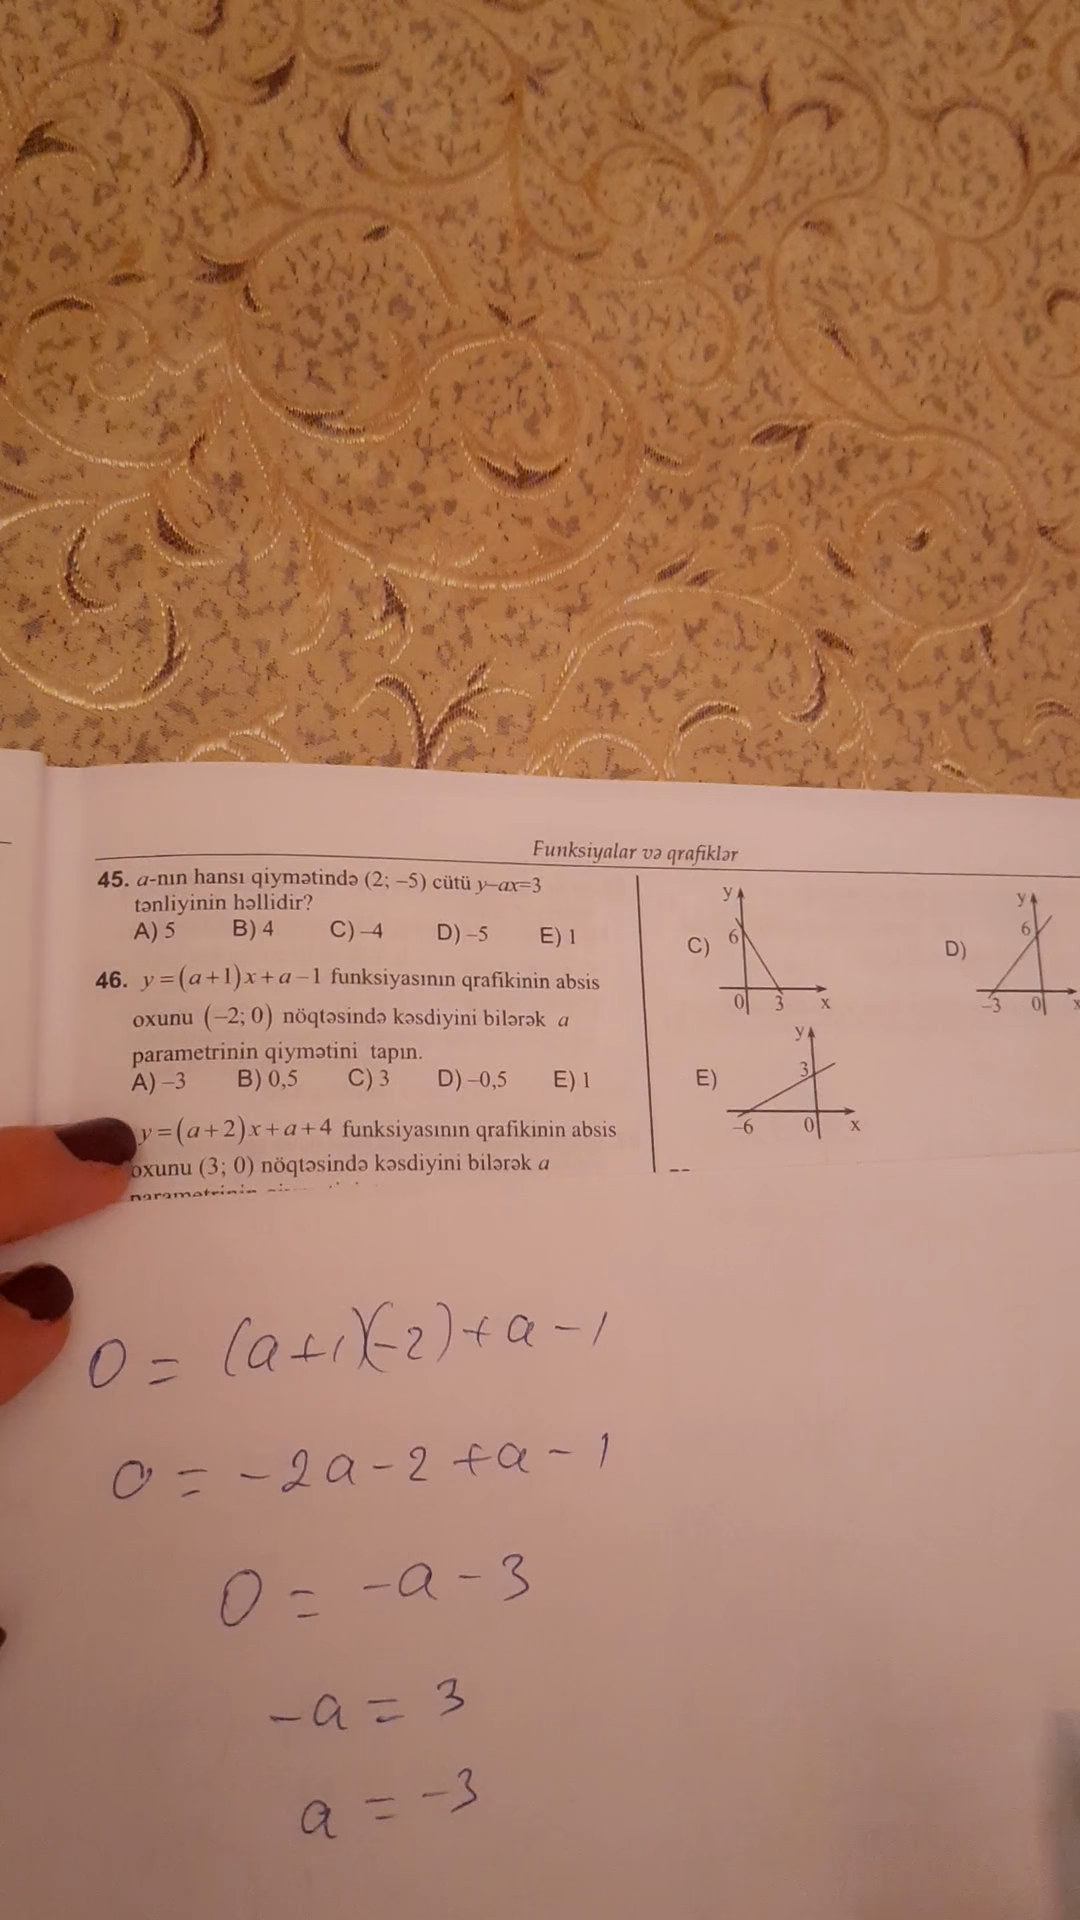 Funksiyalar və qrafiklər
45. a-nın hansı qiymətində (2; –5) cütü y–ax=3
tənliyinin həllidir?
A) 5 B) 4 C) –4 D) –5 E) 1
46. y=(a+1)x+a–1 funksiyasının qrafikinin absis
oxunu (–2; 0) nöqtəsində kəsdiyini bilərək a
parametrinin qiymətini tapın.
A) –3 B) 0,5 C) 3 D) –0,5 E) 1
y=(a+2)x+a+4 funksiyasının qrafikinin absis
oxunu (3; 0) nöqtəsində kəsdiyini bilərək a
parametrinin
C) y 6 0 3 x
D) y 6 –3 0 x
E) y 3 –6 0 x
0 = (a+1)(-2)+a-1
0 = -2a-2+a-1
0 = -a-3
-a = 3
a = -3